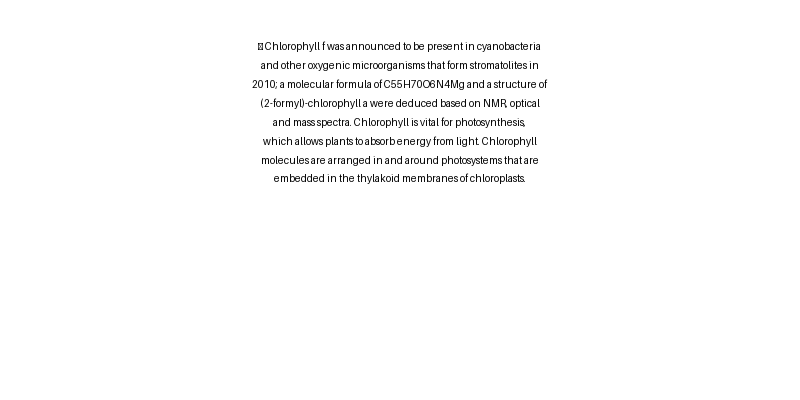 Chlorophyll f was announced to be present in cyanobacteria
and other oxygenic microorganisms that form stromatolites in
2010; a molecular formula of C55H70O6N4Mg and a structure of
(2-formyl)-chlorophyll a were deduced based on NMR, optical
and mass spectra. Chlorophyll is vital for photosynthesis,
which allows plants to absorb energy from light. Chlorophyll
molecules are arranged in and around photosystems that are
embedded in the thylakoid membranes of chloroplasts.